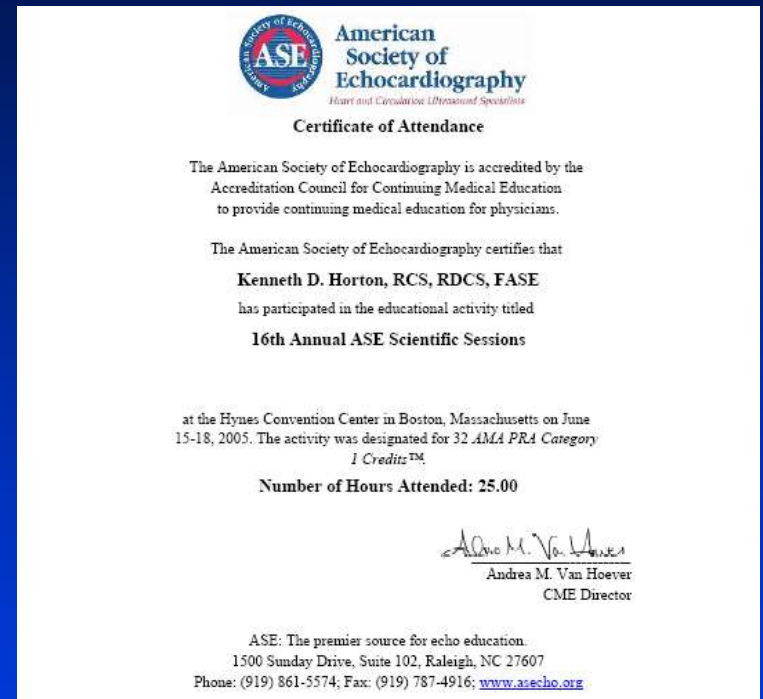 American Society of Echocardiography
ASE
American
Society of
Echocardiography
Heart and Circulation Ultrasound Specialists
Certificate of Attendance
The American Society of Echocardiography is accredited by the
Accreditation Council for Continuing Medical Education
to provide continuing medical education for physicians.
The American Society of Echocardiography certifies that
Kenneth D. Horton, RCS, RDCS, FASE
has participated in the educational activity titled
16th Annual ASE Scientific Sessions
at the Hynes Convention Center in Boston, Massachusetts on June
15-18, 2005. The activity was designated for 32 AMA PRA Category
1 Credits™.
Number of Hours Attended: 25.00
Andrea M. Van Hoever
CME Director
ASE: The premier source for echo education.
1500 Sunday Drive, Suite 102, Raleigh, NC 27607
Phone: (919) 861-5574; Fax: (919) 787-4916; www.asecho.org